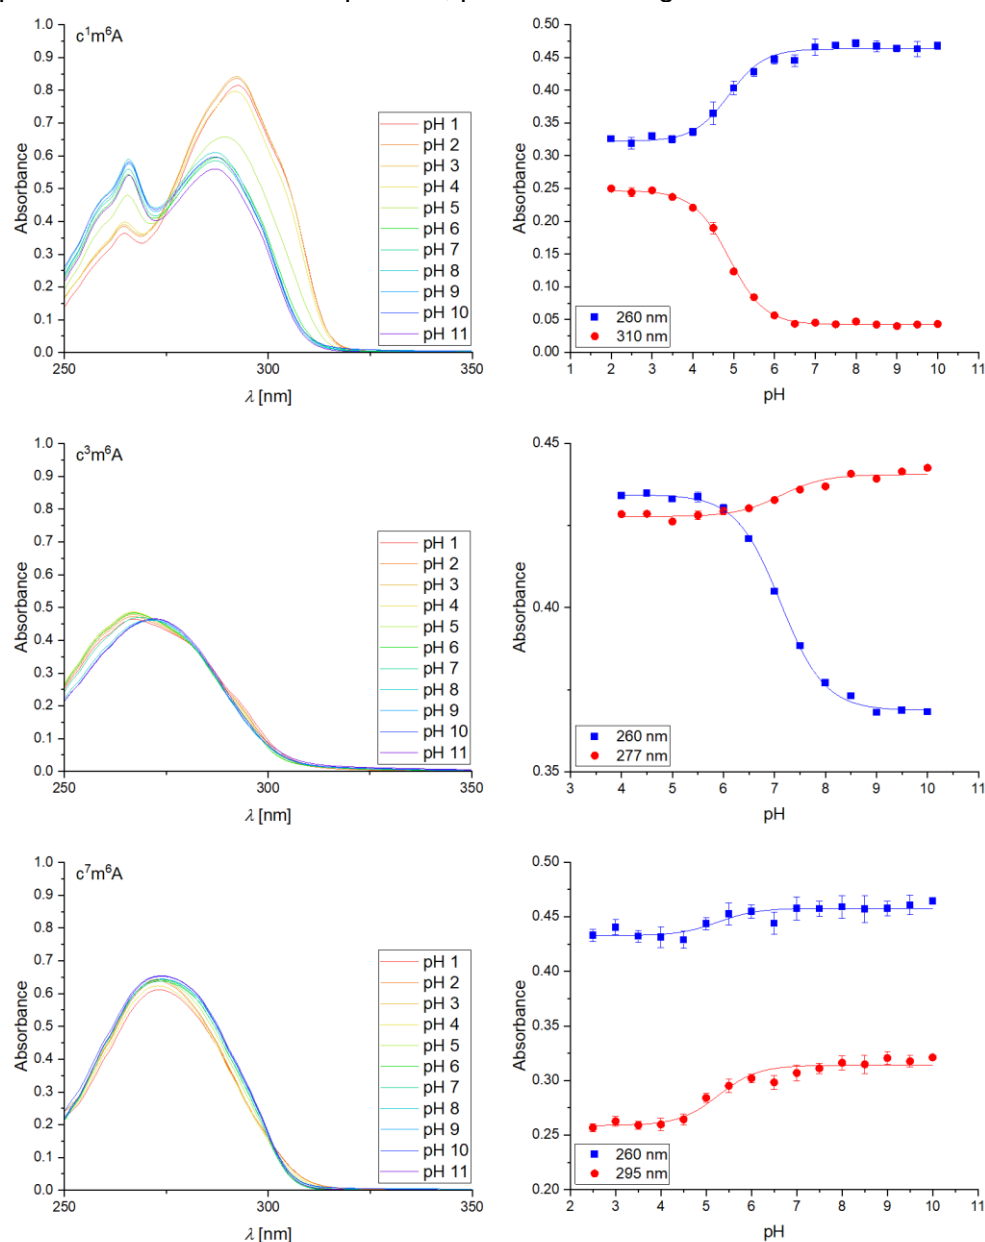 c¹m⁶A
1.0
0.9
0.8
0.7
0.6
0.5
0.4
0.3
0.2
0.1
0.0
Absorbance
250
300
350
λ [nm]
pH 1
pH 2
pH 3
pH 4
pH 5
pH 6
pH 7
pH 8
pH 9
pH 10
pH 11
0.50
0.45
0.40
0.35
0.30
0.25
0.20
0.15
0.10
0.05
0.00
Absorbance
260 nm
310 nm
1 2 3 4 5 6 7 8 9 10 11
pH
c³m⁶A
1.0
0.9
0.8
0.7
0.6
0.5
0.4
0.3
0.2
0.1
0.0
Absorbance
250
300
350
λ [nm]
pH 1
pH 2
pH 3
pH 4
pH 5
pH 6
pH 7
pH 8
pH 9
pH 10
pH 11
0.45
0.40
0.35
Absorbance
260 nm
277 nm
3 4 5 6 7 8 9 10 11
pH
c⁷m⁶A
1.0
0.9
0.8
0.7
0.6
0.5
0.4
0.3
0.2
0.1
0.0
Absorbance
250
300
350
λ [nm]
pH 1
pH 2
pH 3
pH 4
pH 5
pH 6
pH 7
pH 8
pH 9
pH 10
pH 11
0.50
0.45
0.40
0.35
0.30
0.25
0.20
Absorbance
260 nm
295 nm
2 3 4 5 6 7 8 9 10 11
pH